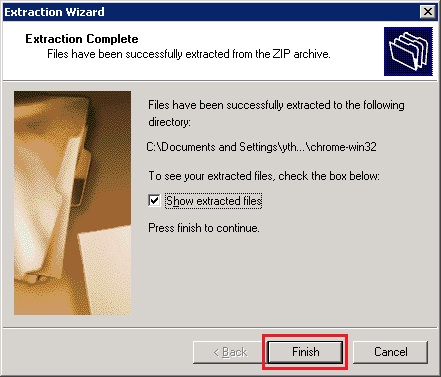 Extraction Wizard
Extraction Complete
Files have been successfully extracted from the ZIP archive.
Files have been successfully extracted to the following
directory:
C:\Documents and Settings\yth...\chrome-win32
To see your extracted files, check the box below:
Show extracted files
Press finish to continue.
< Back
Finish
Cancel